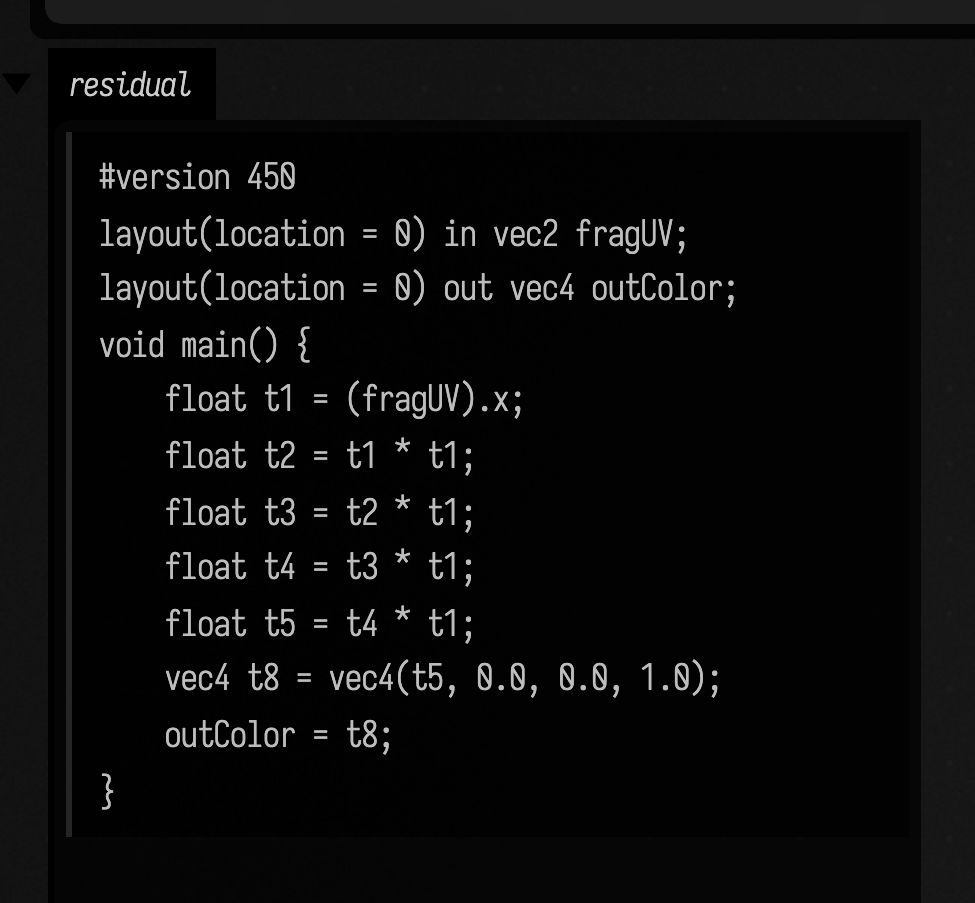 residual
#version 450
layout(location = 0) in vec2 fragUV;
layout(location = 0) out vec4 outColor;
void main() {
    float t1 = (fragUV).x;
    float t2 = t1 * t1;
    float t3 = t2 * t1;
    float t4 = t3 * t1;
    float t5 = t4 * t1;
    vec4 t8 = vec4(t5, 0.0, 0.0, 1.0);
    outColor = t8;
}